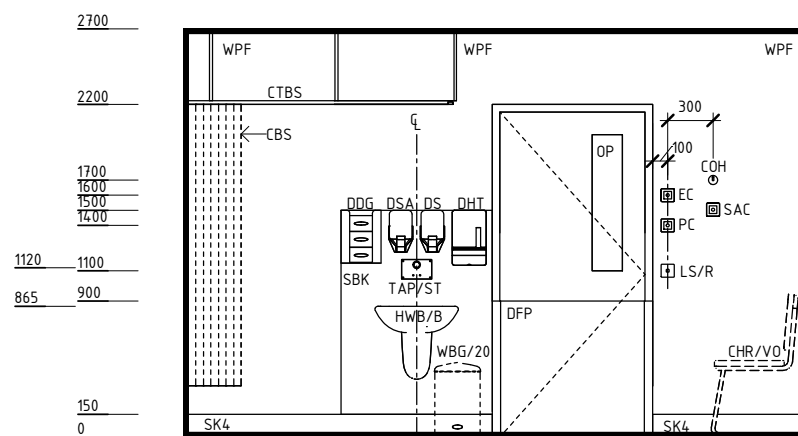 2700
WPF
WPF
WPF
CTBS
2200
300
℄
CBS
OP
100
COH
1700
1600
EC
1500
DDG DSA DS DHT
SAC
1400
PC
1120
1100
SBK
LS/R
TAP/ST
865
900
HWB/B
DFP
WBG/20
CHR/VO
150
SK4
SK4
0